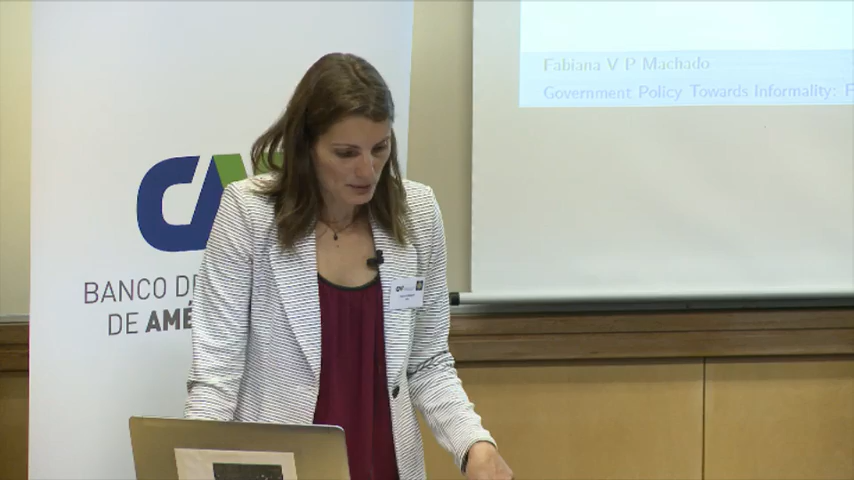 Fabiana V P Machado
Government Policy Towards Informality: F
CA
BANCO DE
DE AMÉ